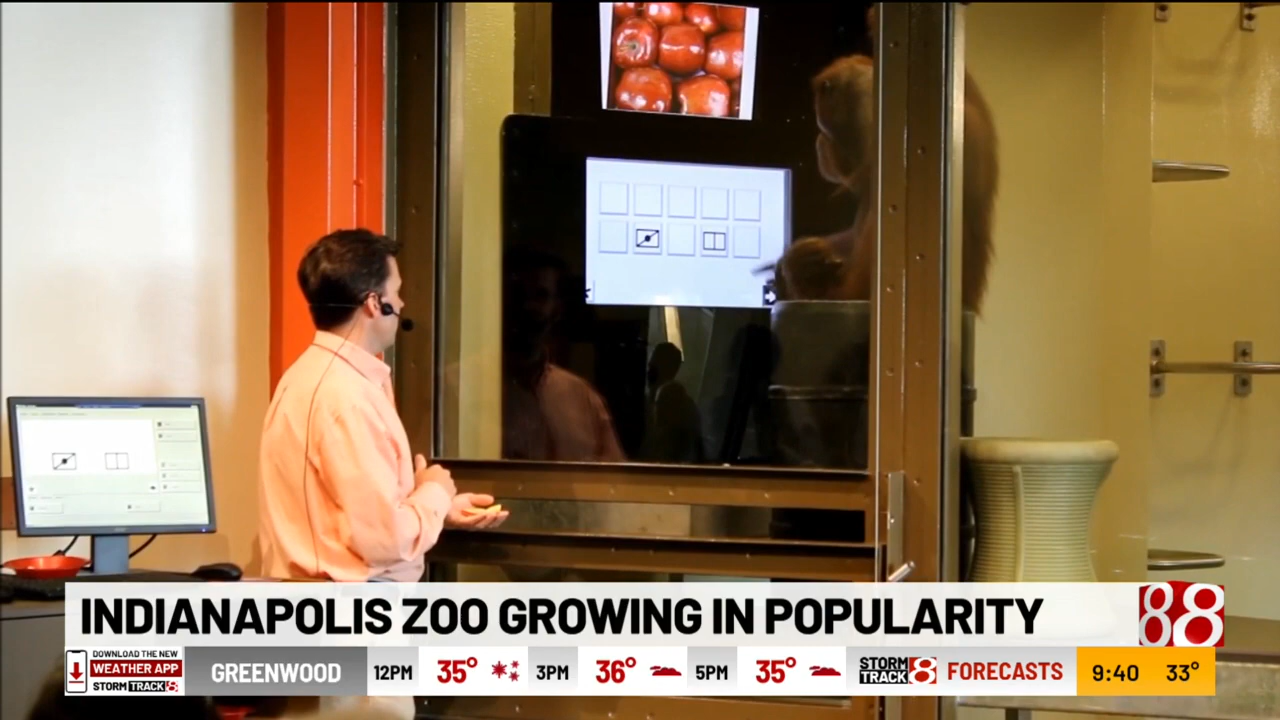 INDIANAPOLIS ZOO GROWING IN POPULARITY
88
DOWNLOAD THE NEW
WEATHER APP
STORM TRACK 8
GREENWOOD
12PM 35° 3PM 36° 5PM 35°
STORM TRACK 8
FORECASTS
9:40 33°